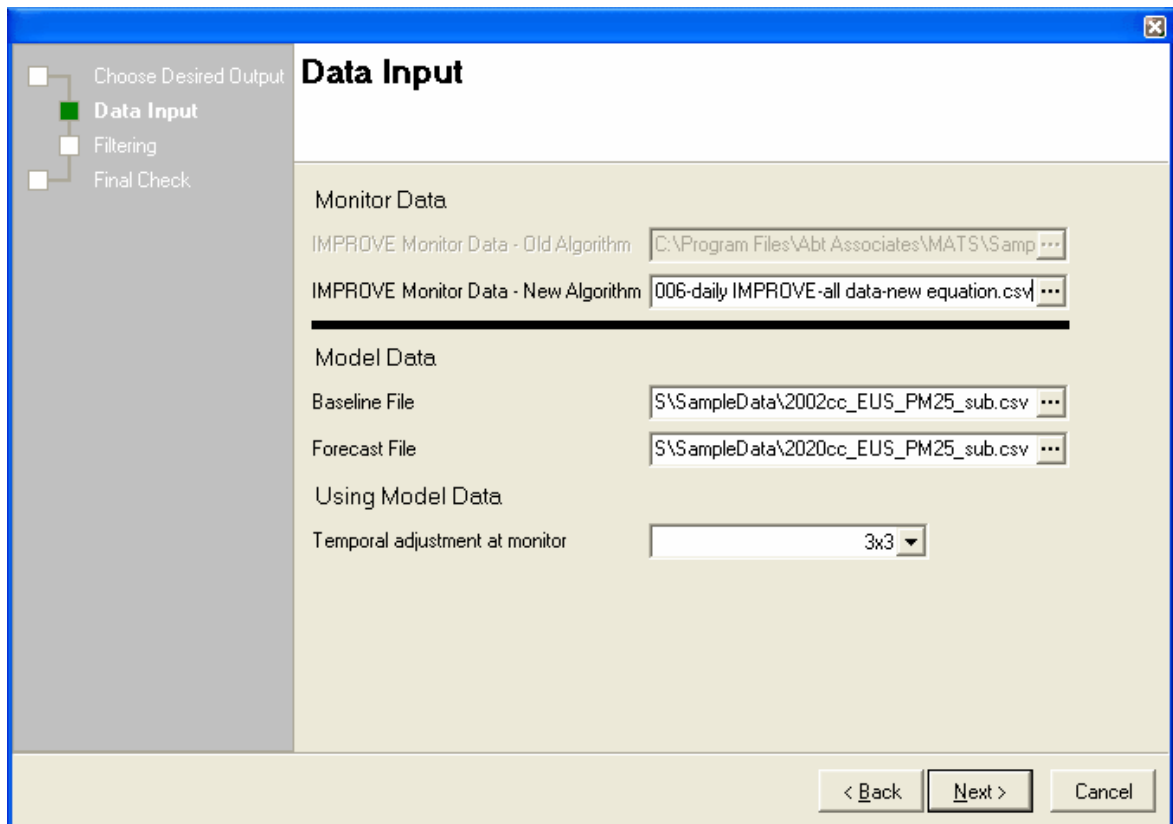 Choose Desired Output
Data Input
Filtering
Final Check
Data Input
Monitor Data
IMPROVE Monitor Data - Old Algorithm C:\Program Files\Abt Associates\MATS\Samp ...
IMPROVE Monitor Data - New Algorithm 006-daily IMPROVE-all data-new equation.csv ...
Model Data
Baseline File S\SampleData\2002cc_EUS_PM25_sub.csv ...
Forecast File S\SampleData\2020cc_EUS_PM25_sub.csv ...
Using Model Data
Temporal adjustment at monitor 3x3
< Back Next > Cancel